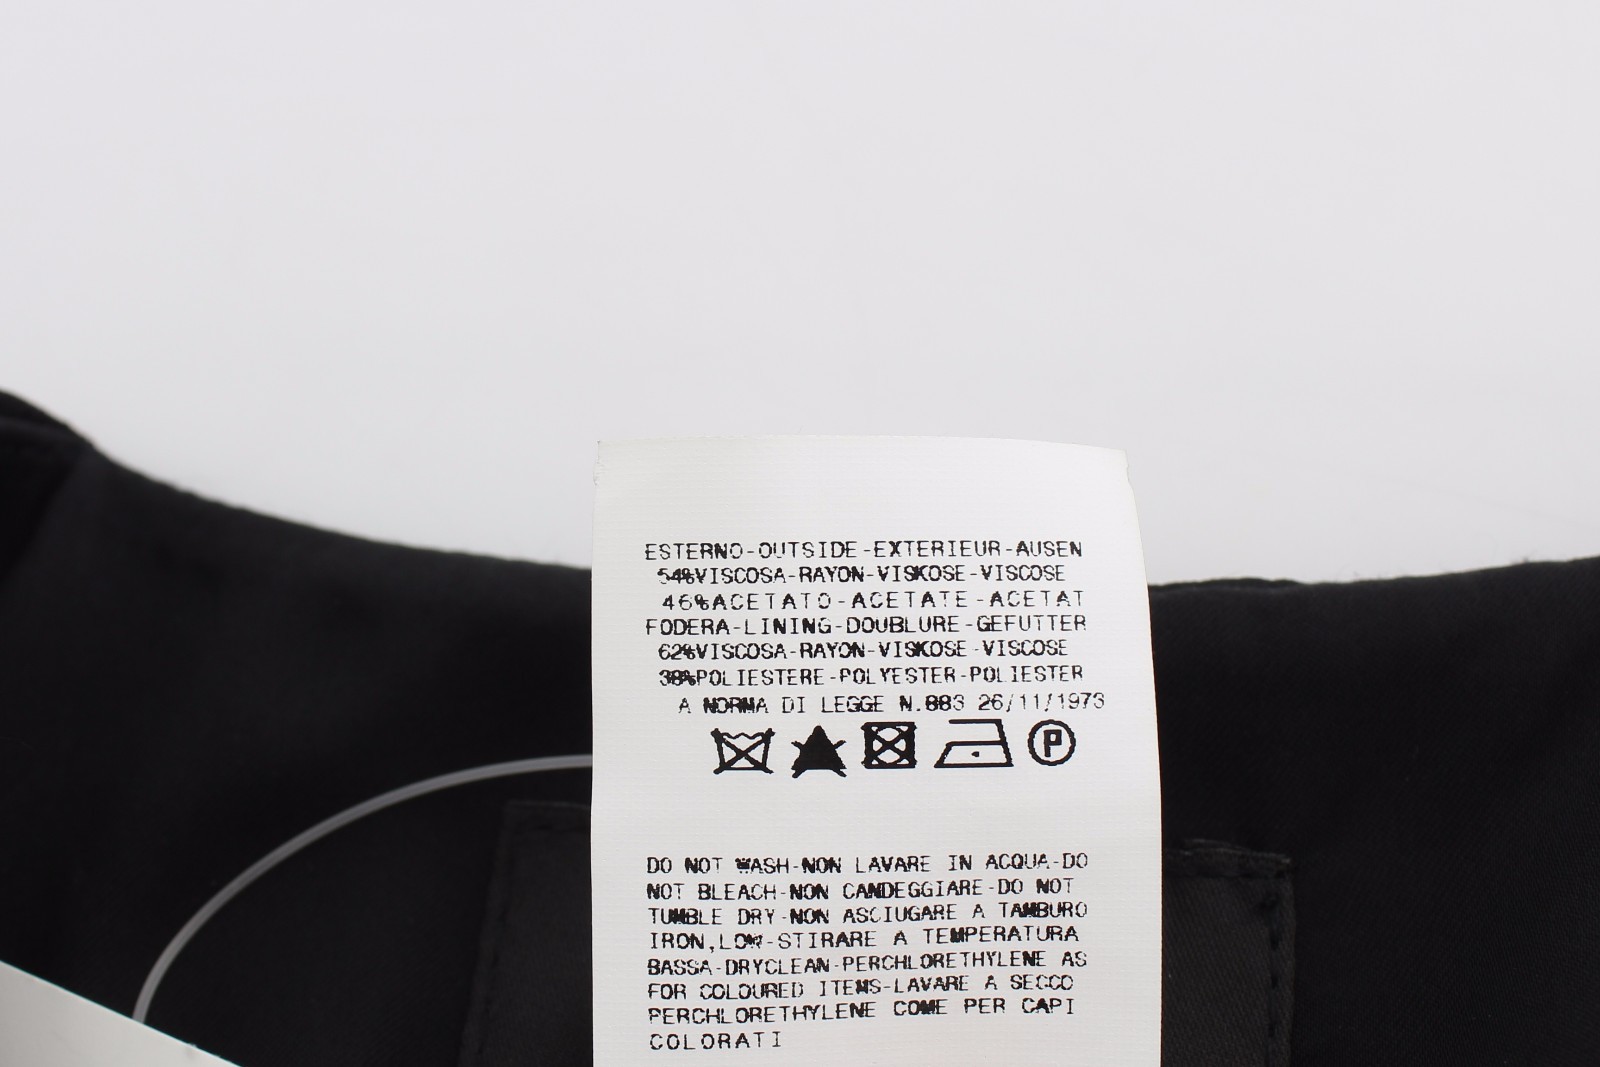 ESTERNO-OUTSIDE-EXTERIEUR-AUSEN
54%VISCOSA-RAYON-VISKOSE-VISCOSE
46%ACETATO-ACETATE-ACETAT
FODERA-LINING-DOUBLURE-GEFUTTER
62%VISCOSA-RAYON-VISKOSE-VISCOSE
38%POLIESTERE-POLYESTER-POLIESTER
A NORMA DI LEGGE N.883 26/11/1973
P
DO NOT WASH-NON LAVARE IN ACQUA-DO
NOT BLEACH-NON CANDEGGIARE-DO NOT
TUMBLE DRY-NON ASCIUGARE A TAMBURO
IRON,LOW-STIRARE A TEMPERATURA
BASSA-DRYCLEAN-PERCHLORETHYLENE AS
FOR COLOURED ITEMS-LAVARE A SECCO
PERCHLORETHYLENE COME PER CAPI
COLORATI